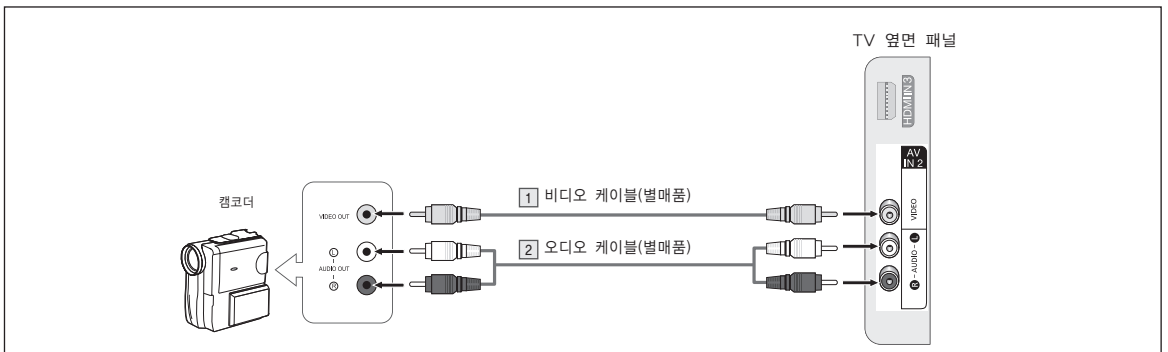 TV 옆면 패널
HDMI IN 3
AV
IN 2
캠코더
1 비디오 케이블(별매품)
VIDEO OUT
VIDEO
2 오디오 케이블(별매품)
L
AUDIO OUT
R
R - AUDIO - L